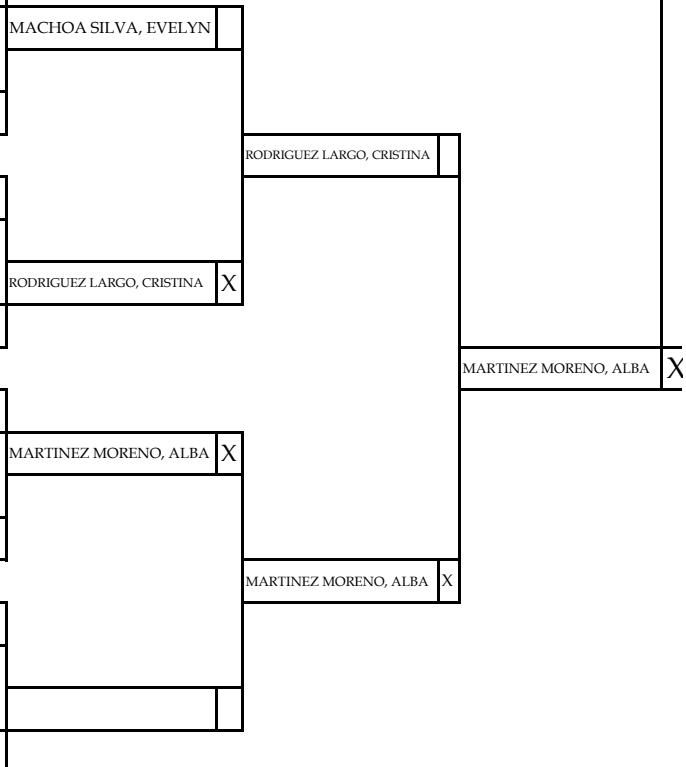 MACHOA SILVA, EVELYN
RODRIGUEZ LARGO, CRISTINA
RODRIGUEZ LARGO, CRISTINA X
MARTINEZ MORENO, ALBA X
MARTINEZ MORENO, ALBA X
MARTINEZ MORENO, ALBA X